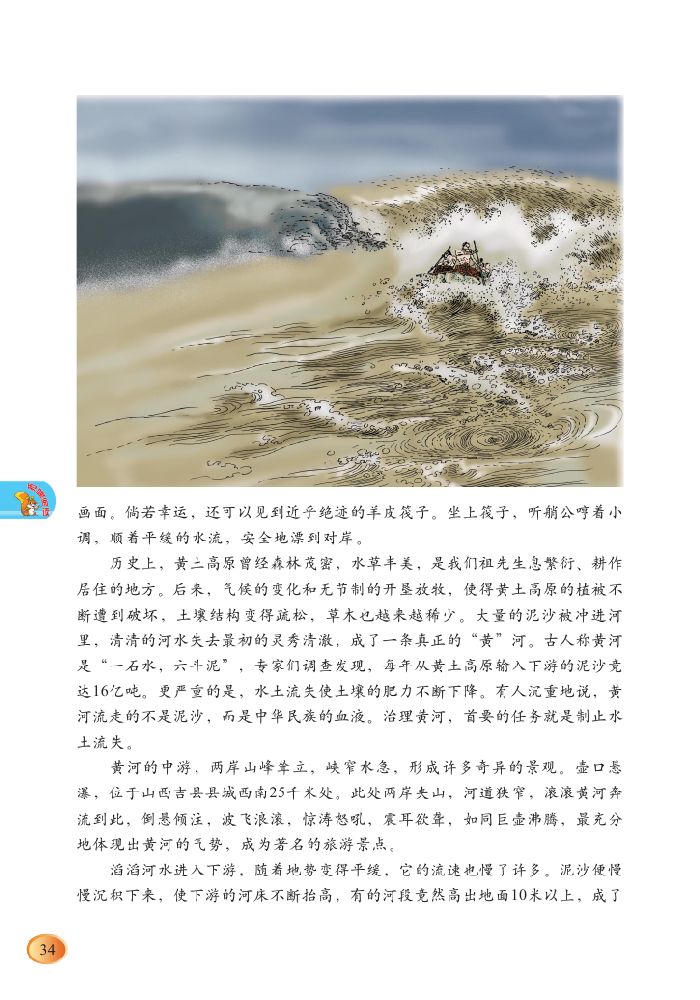 画面。倘若幸运，还可以见到近乎绝迹的羊皮筏子。坐上筏子，听艄公哼着小
调，顺着平缓的水流，安全地漂到对岸。
历史上，黄土高原曾经森林茂密，水草丰美，是我们祖先生息繁衍、耕作
居住的地方。后来，气候的变化和无节制的开垦放牧，使得黄土高原的植被不
断遭到破坏，土壤结构变得疏松，草木也越来越稀少。大量的泥沙被冲进河
里，清清的河水失去最初的灵秀清澈，成了一条真正的“黄”河。古人称黄河
是“一石水，六斗泥”，专家们调查发现，每年从黄土高原输入下游的泥沙竟
达16亿吨。更严重的是，水土流失使土壤的肥力不断下降。有人沉重地说，黄
河流走的不是泥沙，而是中华民族的血液。治理黄河，首要的任务就是制止水
土流失。
黄河的中游，两岸山峰耸立，峡窄水急，形成许多奇异的景观。壶口悬
瀑，位于山西吉县县城西南25千米处。此处两岸夹山，河道狭窄，滚滚黄河奔
流到此，倒悬倾注，波飞浪滚，惊涛怒吼，震耳欲聋，如同巨壶沸腾，最充分
地体现出黄河的气势，成为著名的旅游景点。
滔滔河水进入下游，随着地势变得平缓，它的流速也慢了许多。泥沙便慢
慢沉积下来，使下游的河床不断抬高，有的河段竟然高出地面10米以上，成了
34